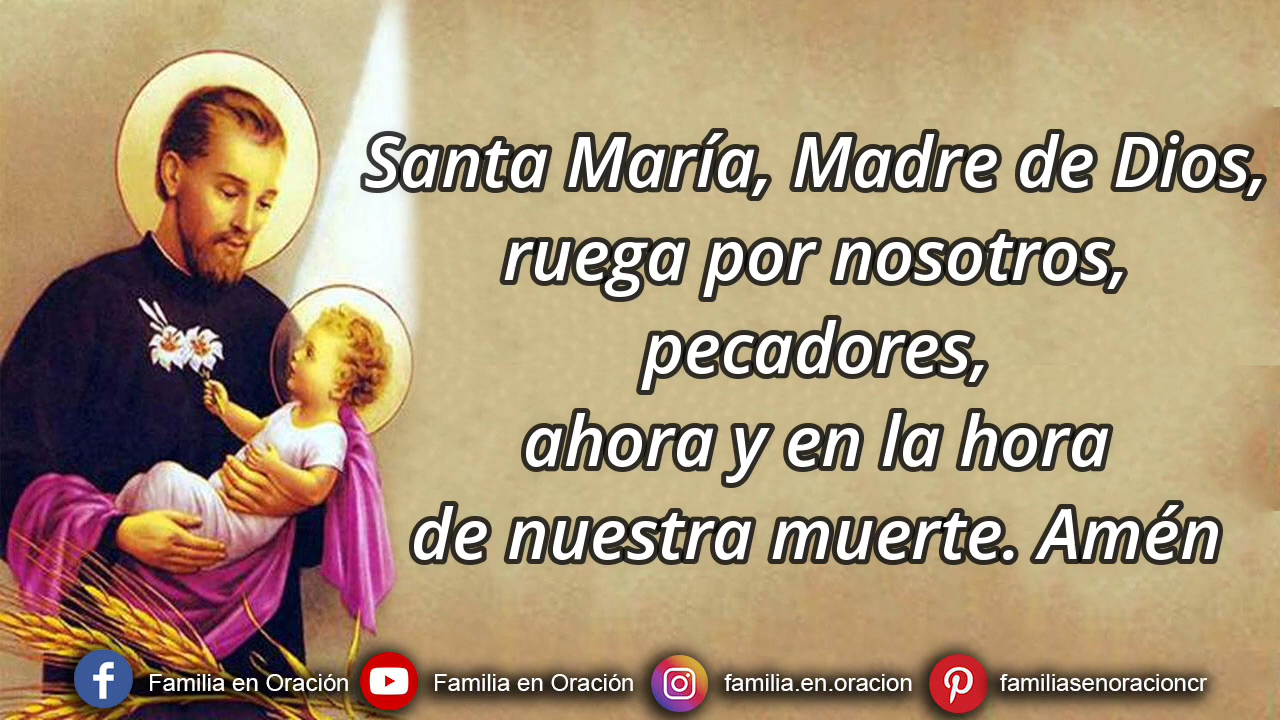 Santa María, Madre de Dios,
ruega por nosotros,
pecadores,
ahora y en la hora
de nuestra muerte. Amén
Familia en Oración
Familia en Oración
familia.en.oracion
familiasenoracioncr